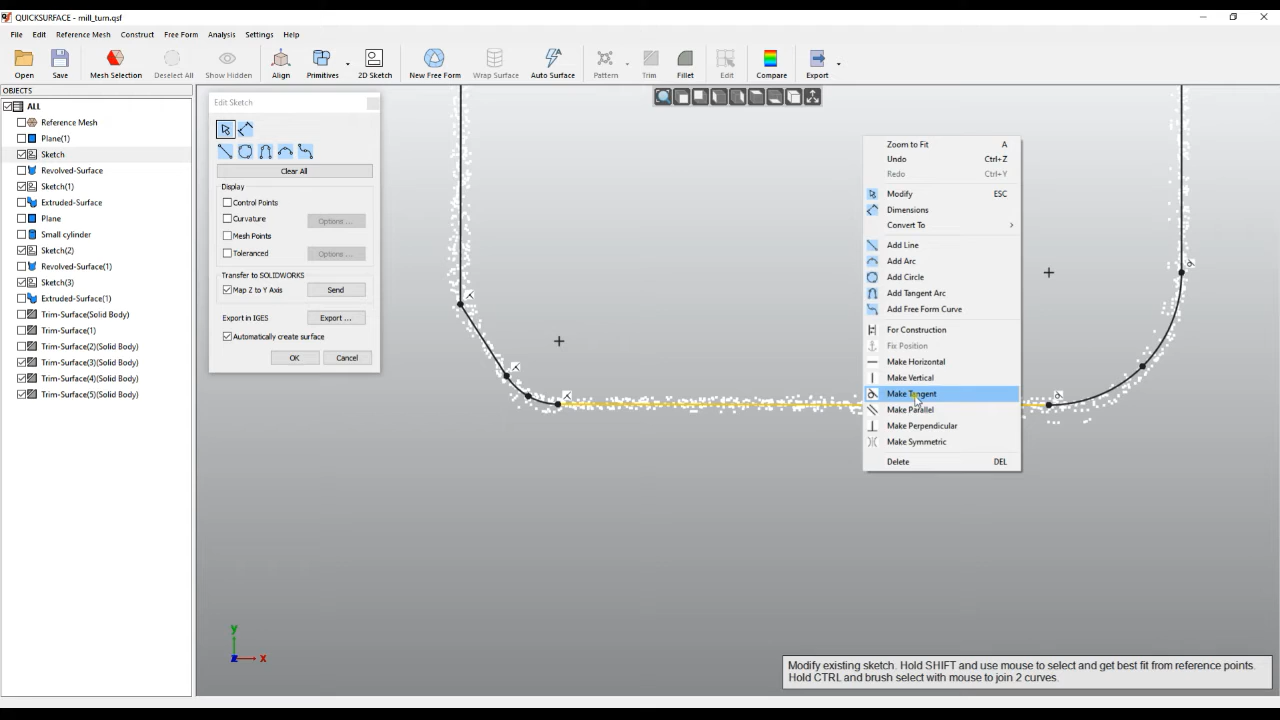 QUICKSURFACE - mill_turn.qsf
File Edit Reference Mesh Construct Free Form Analysis Settings Help
Open Save Mesh Selection Deselect All Show Hidden Align Primitives 2D Sketch New Free Form Wrap Surface Auto Surface Pattern Trim Fillet Edit Compare Export
OBJECTS
ALL
Reference Mesh
Plane(1)
Sketch
Revolved-Surface
Sketch(1)
Extruded-Surface
Plane
Small cylinder
Sketch(2)
Revolved-Surface(1)
Sketch(3)
Extruded-Surface(1)
Trim-Surface(Solid Body)
Trim-Surface(1)
Trim-Surface(2)(Solid Body)
Trim-Surface(3)(Solid Body)
Trim-Surface(4)(Solid Body)
Trim-Surface(5)(Solid Body)
Edit Sketch
Clear All
Display
Control Points
Curvature Options ...
Mesh Points
Toleranced Options ...
Transfer to SOLIDWORKS
Map Z to Y Axis Send
Export in IGES Export ...
Automatically create surface
OK Cancel
Zoom to Fit A
Undo Ctrl+Z
Redo Ctrl+Y
Modify ESC
Dimensions
Convert To
Add Line
Add Arc
Add Circle
Add Tangent Arc
Add Free Form Curve
For Construction
Fix Position
Make Horizontal
Make Vertical
Make Tangent
Make Parallel
Make Perpendicular
Make Symmetric
Delete DEL
y
z x
Modify existing sketch. Hold SHIFT and use mouse to select and get best fit from reference points.
Hold CTRL and brush select with mouse to join 2 curves.